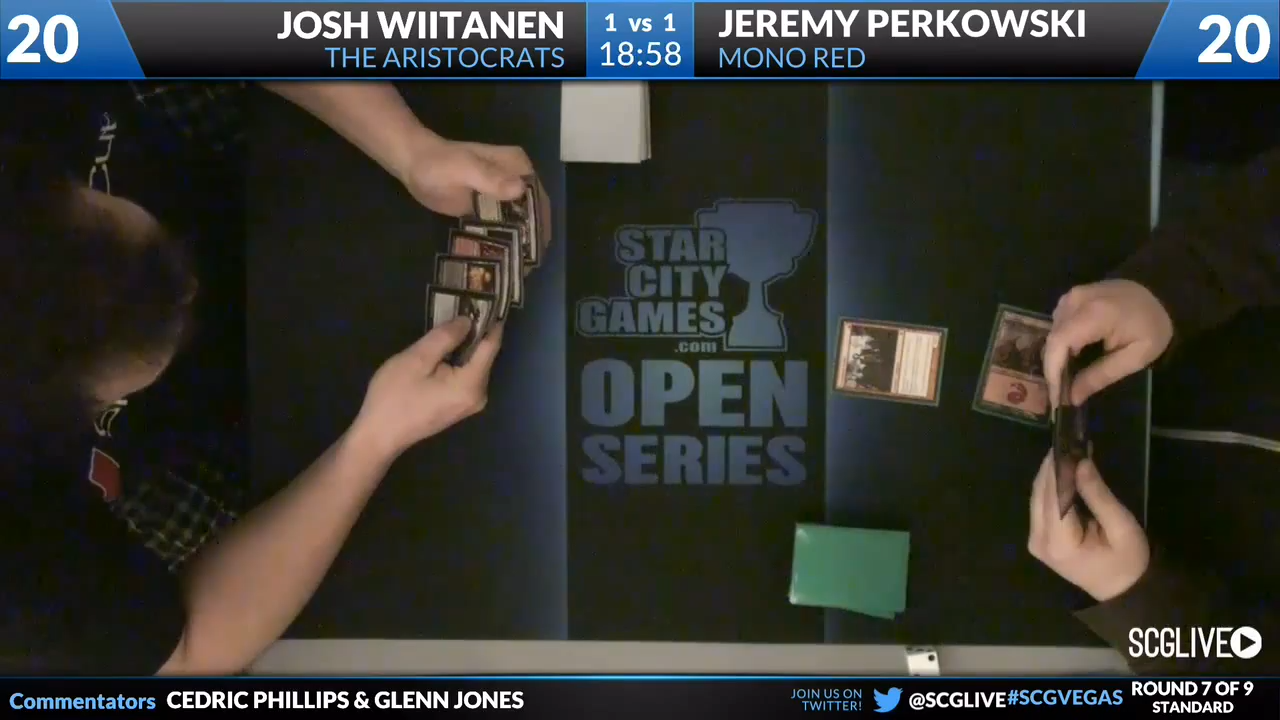 20
JOSH WIITANEN
THE ARISTOCRATS
1 vs 1
18:58
JEREMY PERKOWSKI
MONO RED
20
STAR
CITY
GAMES
.com
OPEN
SERIES
SCGLIVE
Commentators CEDRIC PHILLIPS & GLENN JONES
JOIN US ON
TWITTER!
@SCGLIVE #SCGVEGAS
ROUND 7 OF 9
STANDARD